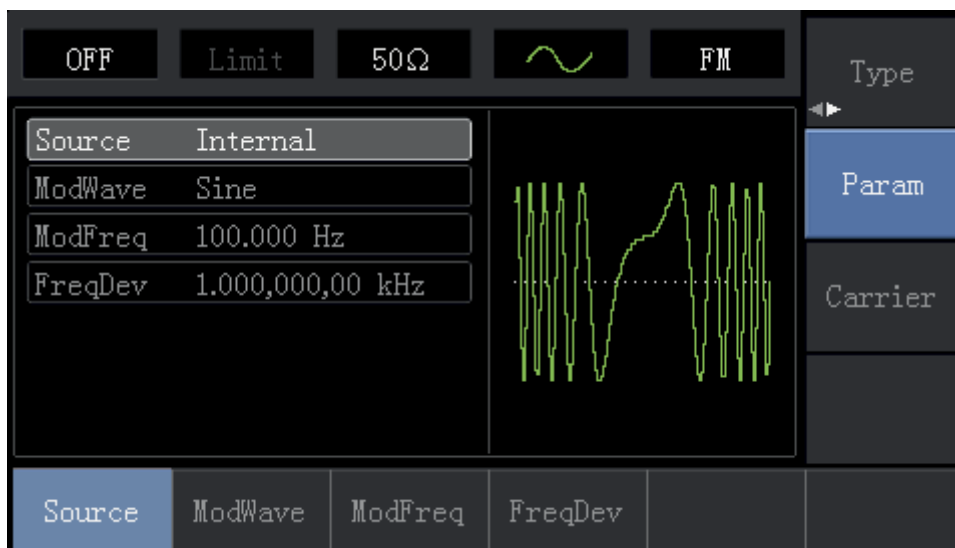 OFF Limit 50Ω FM
Type
Source Internal
ModWave Sine
ModFreq 100.000 Hz
FreqDev 1.000,000,00 kHz
Param
Carrier
Source ModWave ModFreq FreqDev